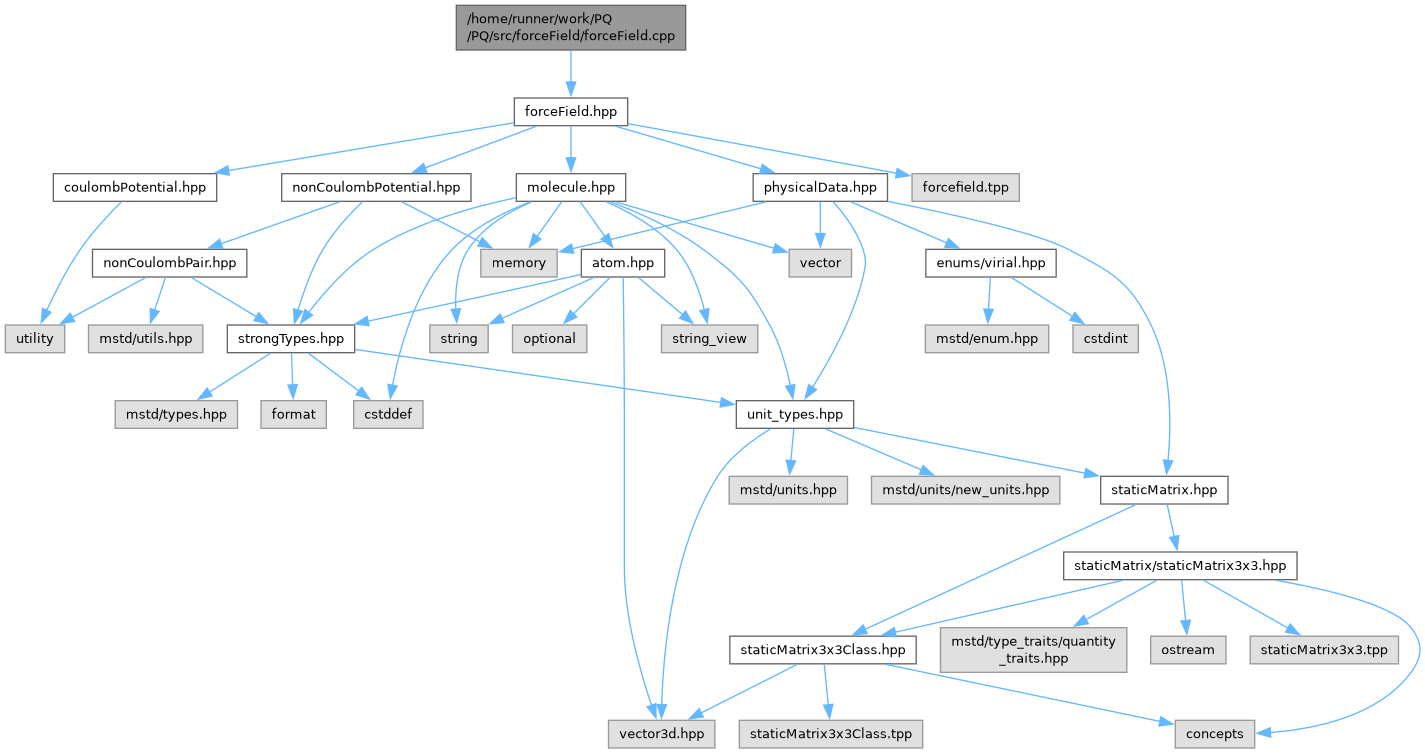 /home/runner/work/PQ
/PQ/src/forceField/forceField.cpp
forceField.hpp
coulombPotential.hpp
nonCoulombPotential.hpp
molecule.hpp
physicalData.hpp
forcefield.tpp
nonCoulombPair.hpp
memory
atom.hpp
vector
enums/virial.hpp
utility
mstd/utils.hpp
strongTypes.hpp
string
optional
string_view
mstd/enum.hpp
cstdint
mstd/types.hpp
format
cstddef
unit_types.hpp
mstd/units.hpp
mstd/units/new_units.hpp
staticMatrix.hpp
staticMatrix/staticMatrix3x3.hpp
staticMatrix3x3Class.hpp
mstd/type_traits/quantity
_traits.hpp
ostream
staticMatrix3x3.tpp
vector3d.hpp
staticMatrix3x3Class.tpp
concepts